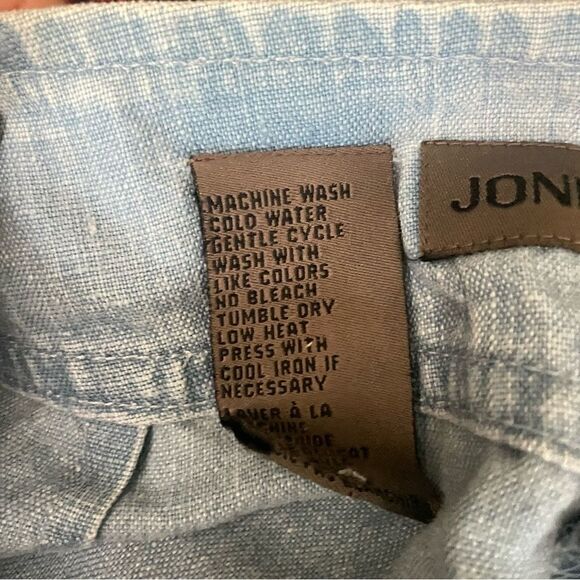 MACHINE WASH
COLD WATER
GENTLE CYCLE
WASH WITH
LIKE COLORS
NO BLEACH
TUMBLE DRY
LOW HEAT
PRESS WITH
COOL IRON IF
NECESSARY
LAVER À LA
JON